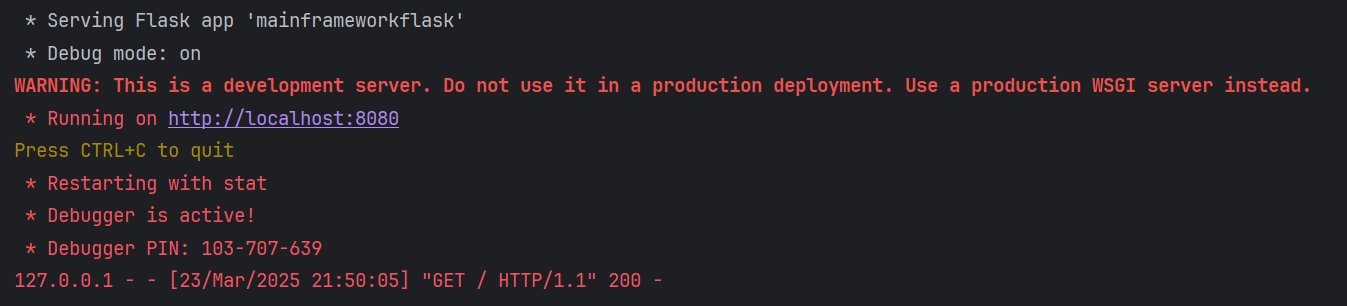 * Serving Flask app 'mainframeworkflask'
* Debug mode: on
WARNING: This is a development server. Do not use it in a production deployment. Use a production WSGI server instead.
* Running on http://localhost:8080
Press CTRL+C to quit
* Restarting with stat
* Debugger is active!
* Debugger PIN: 103-707-639
127.0.0.1 - - [23/Mar/2025 21:50:05] "GET / HTTP/1.1" 200 -